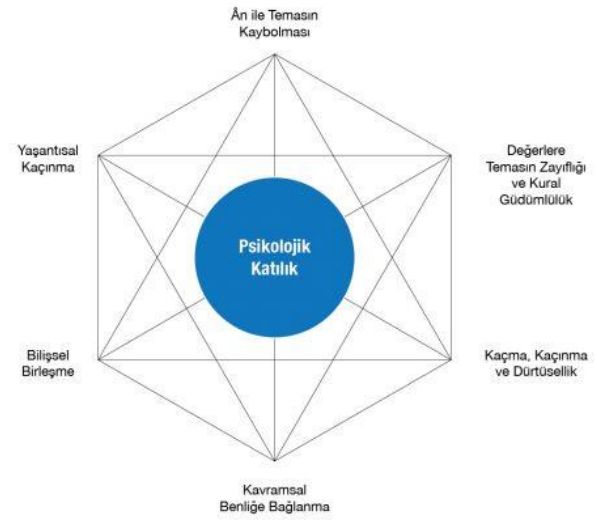 Ân ile Temasın
Kaybolması
Yaşantısal
Kaçınma
Değerlere
Temasın Zayıflığı
ve Kural
Güdümlülük
Psikolojik
Katılık
Bilişsel
Birleşme
Kaçma, Kaçınma
ve Dürtüsellik
Kavramsal
Benliğe Bağlanma